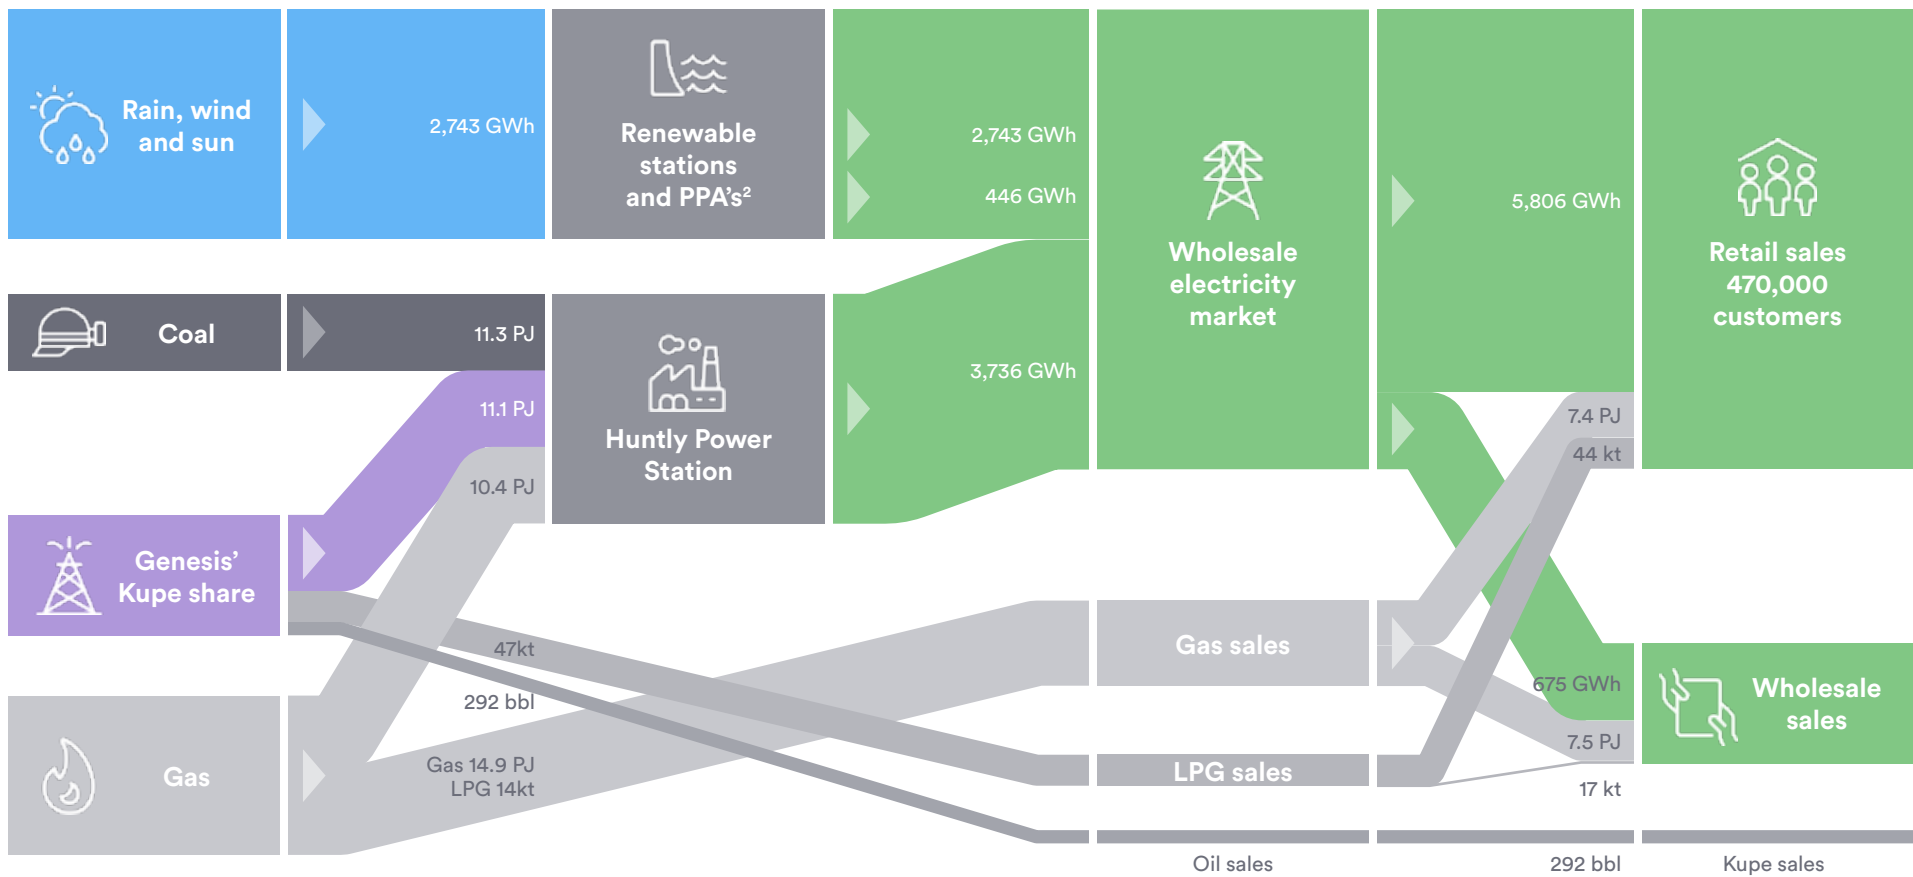 Rain, wind
and sun
2,743 GWh
Renewable
stations
and PPA's²
2,743 GWh
446 GWh
Wholesale
electricity
market
5,806 GWh
Retail sales
470,000
customers
Coal
11.3 PJ
11.1 PJ
10.4 PJ
Huntly Power
Station
3,736 GWh
7.4 PJ
44 kt
Genesis’
Kupe share
47kt
292 bbl
Gas
Gas 14.9 PJ
LPG 14kt
Gas sales
LPG sales
675 GWh
7.5 PJ
17 kt
Wholesale
sales
Oil sales
292 bbl
Kupe sales